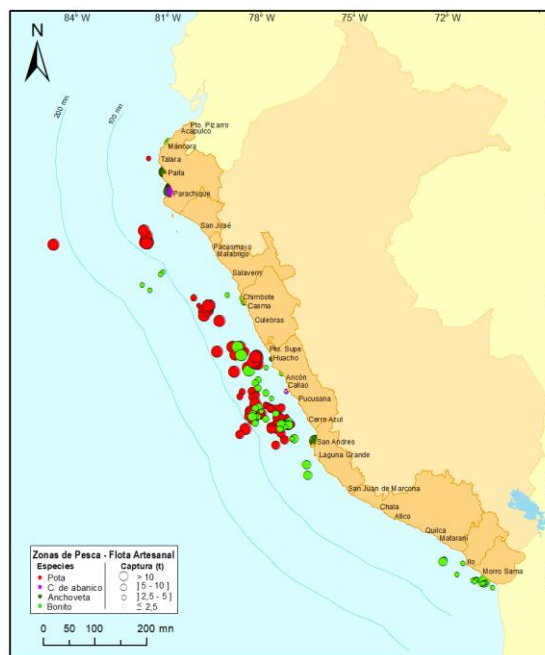 84° W 81° 78° 75° 72°
N
200 mn
100 mn
Pto. Pizarro
Acapulco
Máncora
Talara
Paita
Parachique
San José
Pacasmayo
Malabrigo
Salaverri
Chimbote
Casma
Culebras
Pto. Supe
Huacho
Ancón
Callao
Pucusana
Cerro Azul
San Andres
Laguna Grande
San Juan de Marcona
Chala
Atico
Quilca
Matarani
Ilo
Morro Sama
Zonas de Pesca - Flota Artesanal
Especies Captura (t)
Pota > 10
C. de abanico ] 5 - 10 ]
Anchoveta ] 2,5 - 5 ]
Bonito ≤ 2,5
0 50 100 200 mn